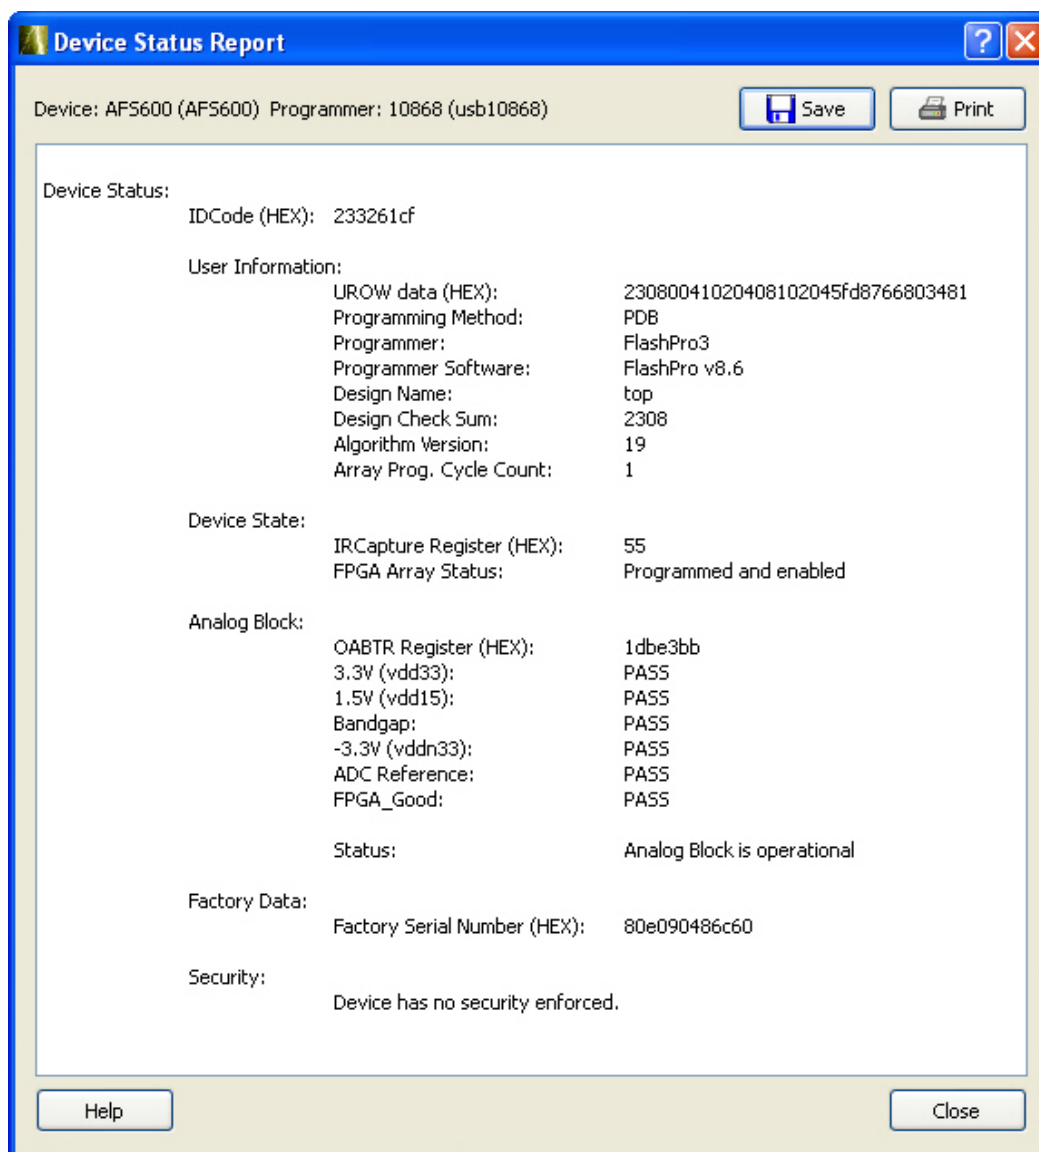 Device Status Report
Device: AFS600 (AFS600) Programmer: 10868 (usb10868)
Save
Print
Device Status:
IDCode (HEX): 233261cf
User Information:
UROW data (HEX): 23080041020408102045fd8766803481
Programming Method: PDB
Programmer: FlashPro3
Programmer Software: FlashPro v8.6
Design Name: top
Design Check Sum: 2308
Algorithm Version: 19
Array Prog. Cycle Count: 1
Device State:
IRCapture Register (HEX): 55
FPGA Array Status: Programmed and enabled
Analog Block:
OABTR Register (HEX): 1dbe3bb
3.3V (vdd33): PASS
1.5V (vdd15): PASS
Bandgap: PASS
-3.3V (vddn33): PASS
ADC Reference: PASS
FPGA_Good: PASS
Status: Analog Block is operational
Factory Data:
Factory Serial Number (HEX): 80e090486c60
Security:
Device has no security enforced.
Help
Close